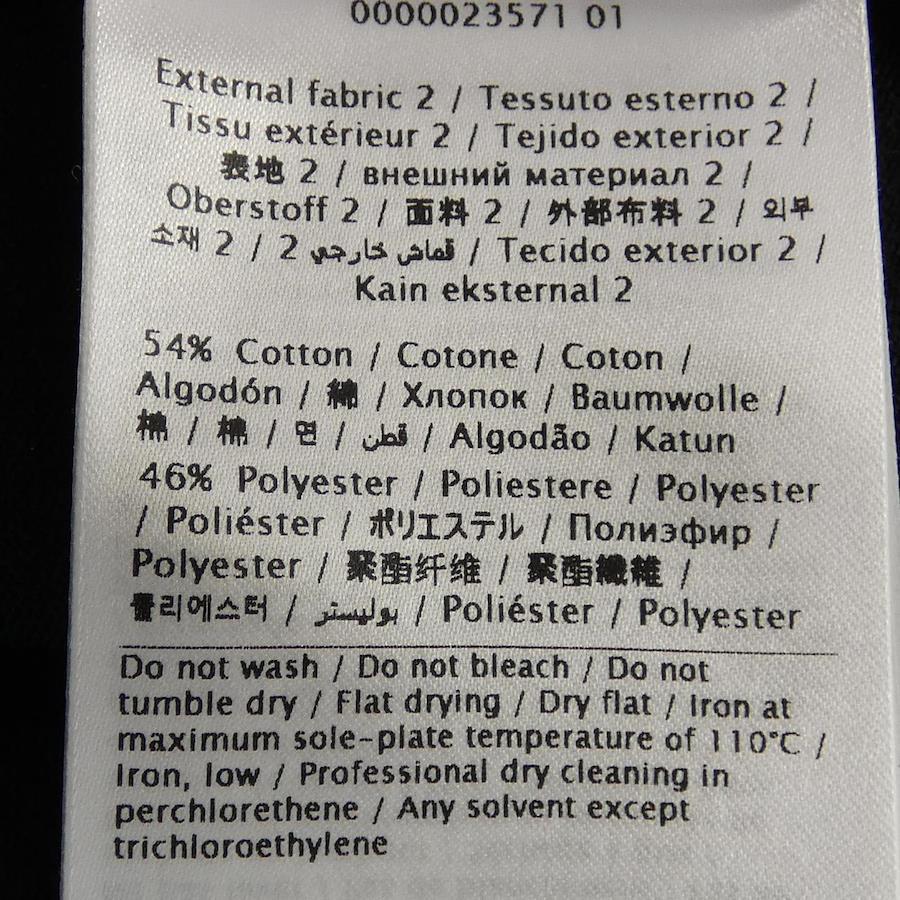 0000023571 01
External fabric 2 / Tessuto esterno 2 /
Tissu extérieur 2 / Tejido exterior 2 /
表地 2 / внешний материал 2 /
Oberstoff 2 / 面料 2 / 外部布料 2 / 외부
소재 2 / 2 قماش خارجي / Tecido exterior 2 /
Kain eksternal 2
54% Cotton / Cotone / Coton /
Algodón / 綿 / Хлопок / Baumwolle /
棉 / 棉 / 면 / قطن / Algodão / Katun
46% Polyester / Poliestere / Polyester
/ Poliéster / ポリエステル / Полиэфир /
Polyester / 聚酯纤维 / 聚酯纖維 /
폴리에스터 / بوليستر / Poliéster / Polyester
Do not wash / Do not bleach / Do not
tumble dry / Flat drying / Dry flat / Iron at
maximum sole-plate temperature of 110°C /
Iron, low / Professional dry cleaning in
perchlorethene / Any solvent except
trichloroethylene